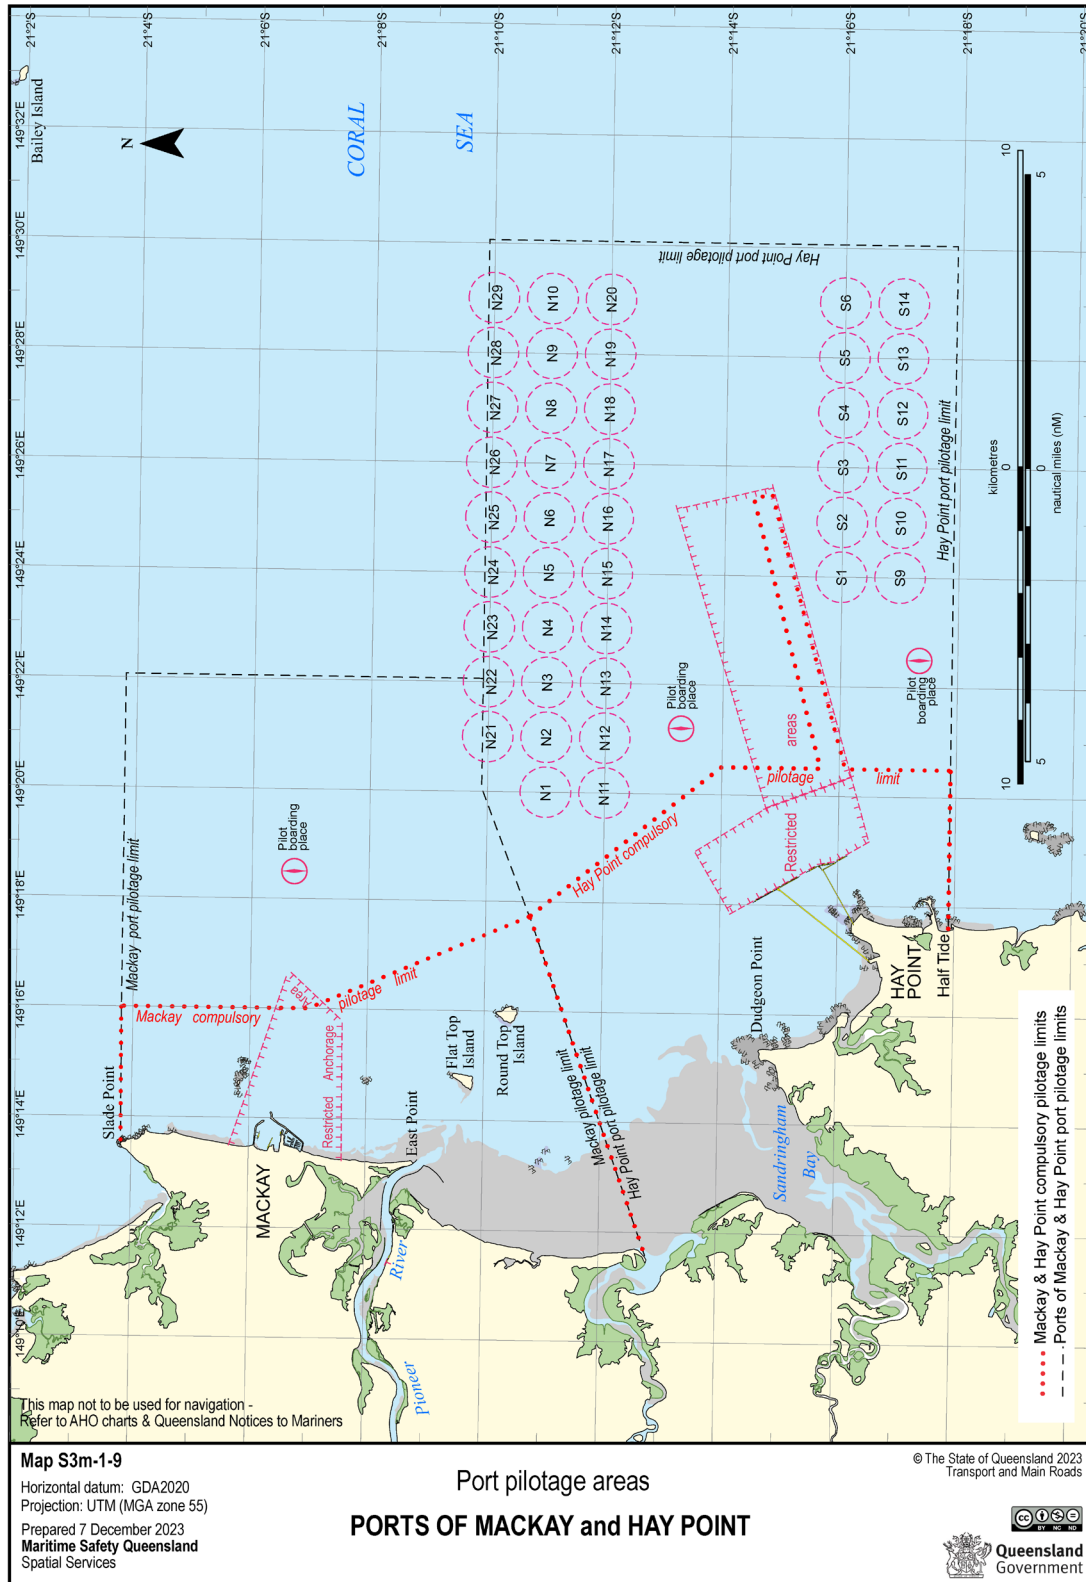 21°2'S
21°4'S
21°6'S
21°8'S
21°10'S
21°12'S
21°14'S
21°16'S
21°18'S
21°20'S
149°32'E
149°30'E
149°28'E
149°26'E
149°24'E
149°22'E
149°20'E
149°18'E
149°16'E
149°14'E
149°12'E
149°10'E
Bailey Island
N
CORAL
SEA
Hay Point port pilotage limit
N29
N28
N27
N26
N25
N24
N23
N22
N21
N10
N9
N8
N7
N6
N5
N4
N3
N2
N1
N20
N19
N18
N17
N16
N15
N14
N13
N12
N11
S6
S5
S4
S3
S2
S1
S14
S13
S12
S11
S10
S9
Hay Point port pilotage limit
10
0
10
kilometres
5
0
5
nautical miles (nM)
Pilot
boarding
place
Pilot
boarding
place
Pilot
boarding
place
Mackay port pilotage limit
Mackay compulsory
pilotage limit
Hay Point compulsory
pilotage
limit
Restricted
areas
Restricted Anchorage
Area
Slade Point
MACKAY
East Point
Flat Top
Island
Round Top
Island
Mackay pilotage limit
Hay Point port pilotage limit
Dudgeon Point
HAY
POINT
Half Tide
Sandringham
Bay
Pioneer
River
Mackay & Hay Point compulsory pilotage limits
Ports of Mackay & Hay Point port pilotage limits
This map not to be used for navigation -
Refer to AHO charts & Queensland Notices to Mariners
Map S3m-1-9
Horizontal datum: GDA2020
Projection: UTM (MGA zone 55)
Prepared 7 December 2023
Maritime Safety Queensland
Spatial Services
Port pilotage areas
PORTS OF MACKAY and HAY POINT
© The State of Queensland 2023
Transport and Main Roads
cc
BY NC ND
Queensland
Government